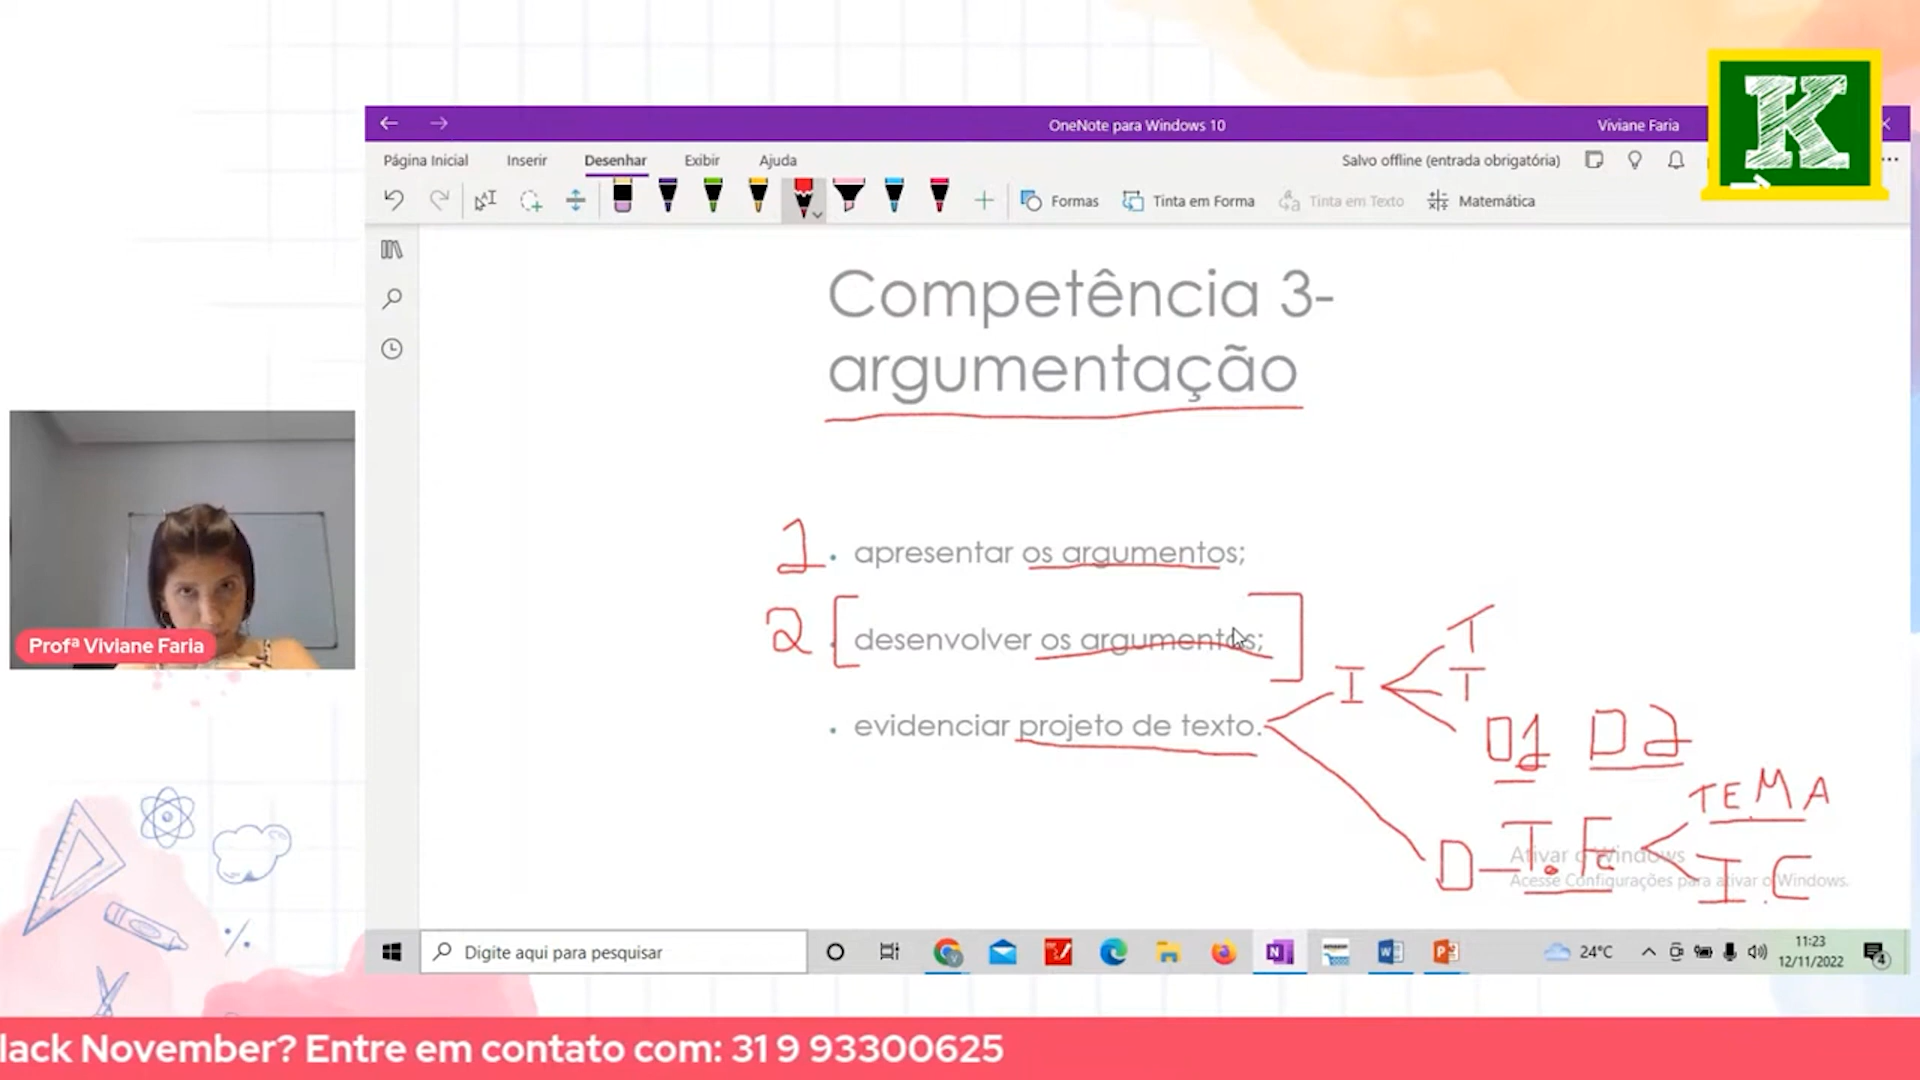 K
OneNote para Windows 10
Viviane Faria
Página Inicial
Inserir
Desenhar
Exibir
Ajuda
Salvo offline (entrada obrigatória)
Formas
Tinta em Forma
Tinta em Texto
Matemática
Competência 3-
argumentação
1 . apresentar os argumentos;
2 [ desenvolver os argumentos; ]
. evidenciar projeto de texto.
I
T
T
D1 D2
TEMA
D - T. F
I.C
Ativar o Windows
Acesse Configurações para ativar o Windows.
Profª Viviane Faria
Digite aqui para pesquisar
24°C
11:23
12/11/2022
4
lack November? Entre em contato com: 31 9 93300625